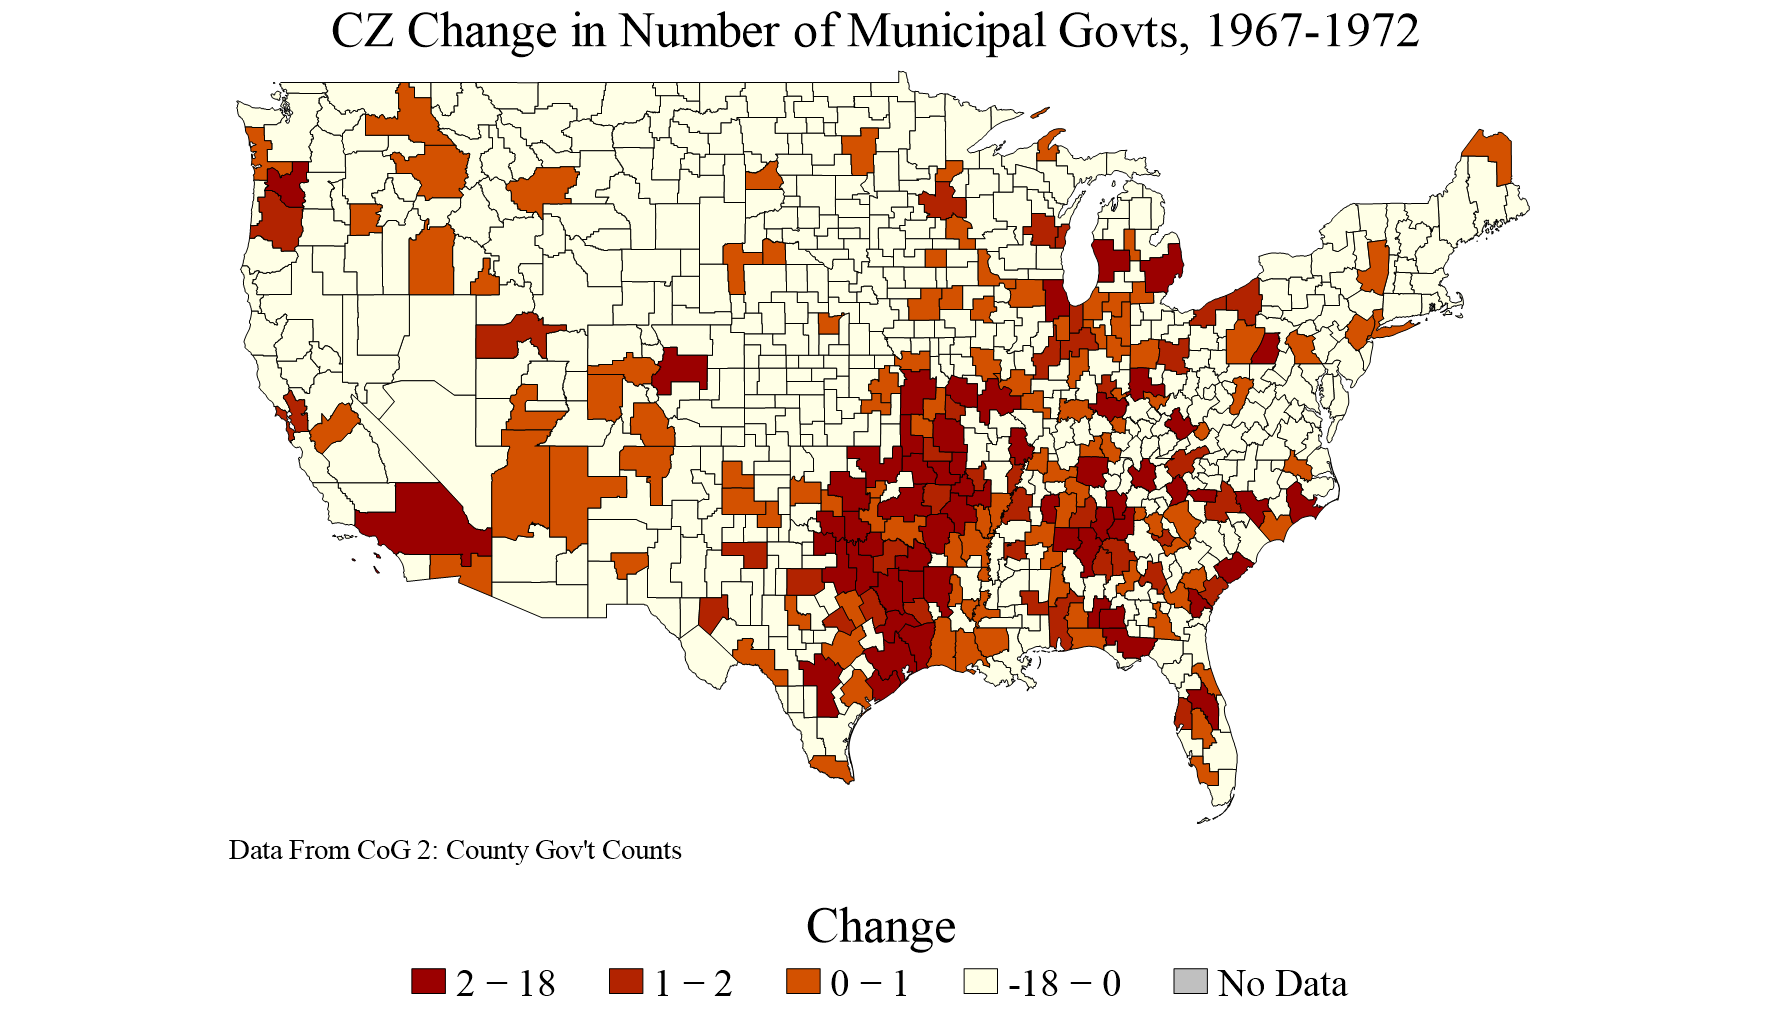 CZ Change in Number of Municipal Govts, 1967-1972
Data From CoG 2: County Gov't Counts
Change
2 − 18 1 − 2 0 − 1 -18 − 0 No Data